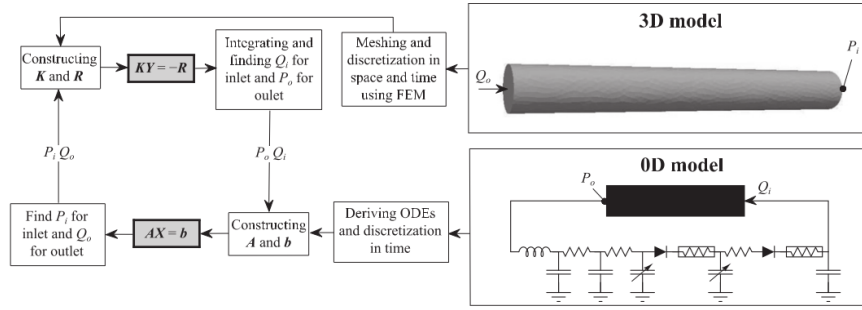 Constructing
K and R
KY = −R
Integrating and
finding Qi for
inlet and Po for
oulet
Meshing and
discretization in
space and time
using FEM
3D model
Qo
Pi
Pi Qo
Po Qi
Find Pi for
inlet and Qo
for outlet
AX = b
Constructing
A and b
Deriving ODEs
and discretization
in time
0D model
Po
Qi